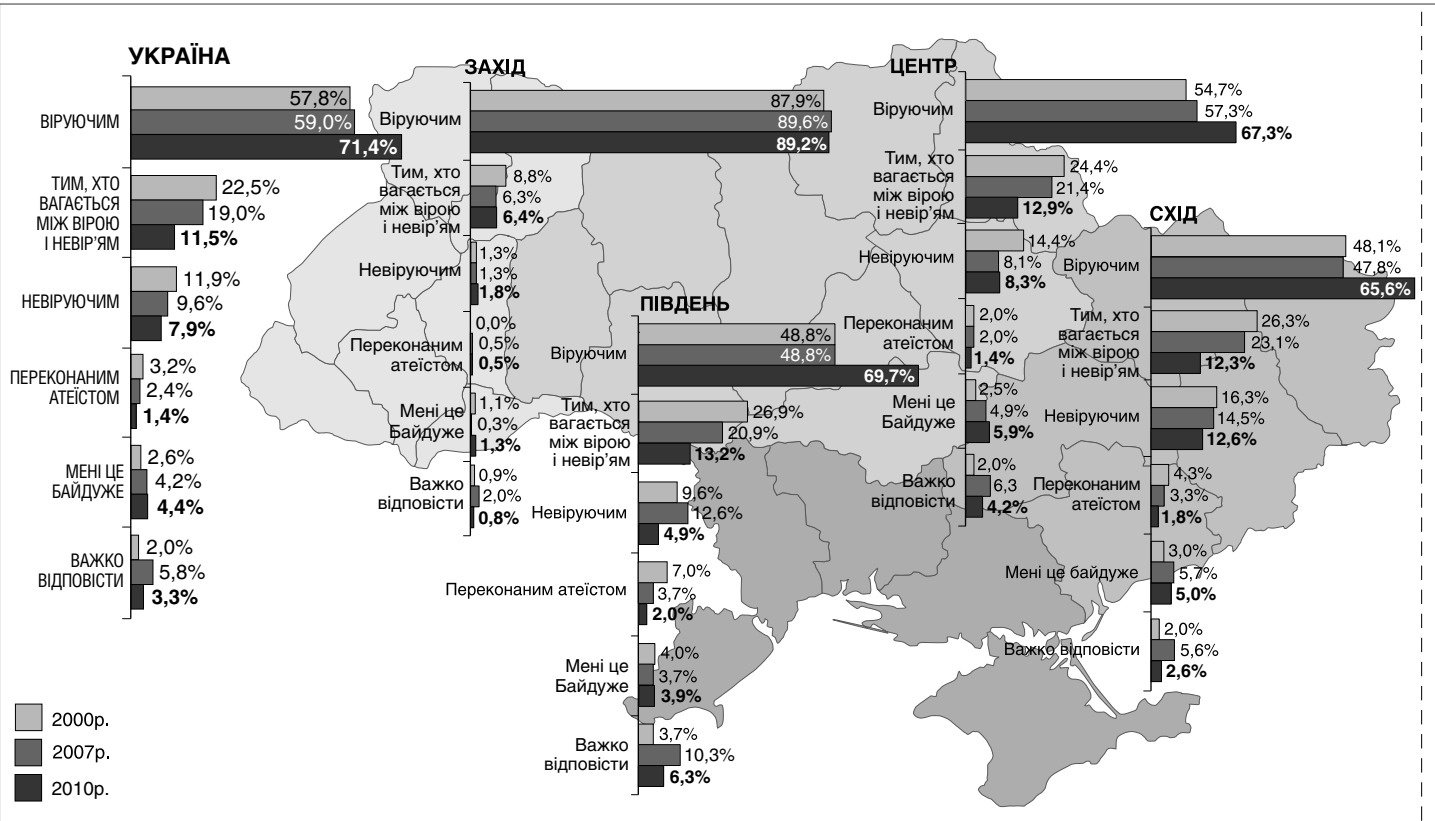 УКРАЇНА
ВІРУЮЧИМ
57,8%
59,0%
71,4%
ТИМ, ХТО
ВАГАЄТЬСЯ
МІЖ ВІРОЮ
І НЕВІР’ЯМ
22,5%
19,0%
11,5%
НЕВІРУЮЧИМ
11,9%
9,6%
7,9%
ПЕРЕКОНАНИМ
АТЕЇСТОМ
3,2%
2,4%
1,4%
МЕНІ ЦЕ
БАЙДУЖЕ
2,6%
4,2%
4,4%
ВАЖКО
ВІДПОВІСТИ
2,0%
5,8%
3,3%
ЗАХІД
Віруючим
87,9%
89,6%
89,2%
Тим, хто
вагається
між вірою
і невір’ям
8,8%
6,3%
6,4%
Невіруючим
1,3%
1,3%
1,8%
Переконаним
атеїстом
0,0%
0,5%
0,5%
Мені це
Байдуже
1,1%
0,3%
1,3%
Важко
відповісти
0,9%
2,0%
0,8%
ПІВДЕНЬ
Віруючим
48,8%
48,8%
69,7%
Тим, хто
вагається
між вірою
і невір’ям
26,9%
20,9%
13,2%
Невіруючим
9,6%
12,6%
4,9%
Переконаним атеїстом
7,0%
3,7%
2,0%
Мені це
Байдуже
4,0%
3,7%
3,9%
Важко
відповісти
3,7%
10,3%
6,3%
ЦЕНТР
Віруючим
54,7%
57,3%
67,3%
Тим, хто
вагається
між вірою
і невір’ям
24,4%
21,4%
12,9%
Невіруючим
14,4%
8,1%
8,3%
Переконаним
атеїстом
2,0%
2,0%
1,4%
Мені це
Байдуже
2,5%
4,9%
5,9%
Важко
відповісти
2,0%
6,3
4,2%
СХІД
Віруючим
48,1%
47,8%
65,6%
Тим, хто
вагається
між вірою
і невір’ям
26,3%
23,1%
12,3%
Невіруючим
16,3%
14,5%
12,6%
Переконаним
атеїстом
4,3%
3,3%
1,8%
Мені це байдуже
3,0%
5,7%
5,0%
Важко відповісти
2,0%
5,6%
2,6%
2000р.
2007р.
2010р.